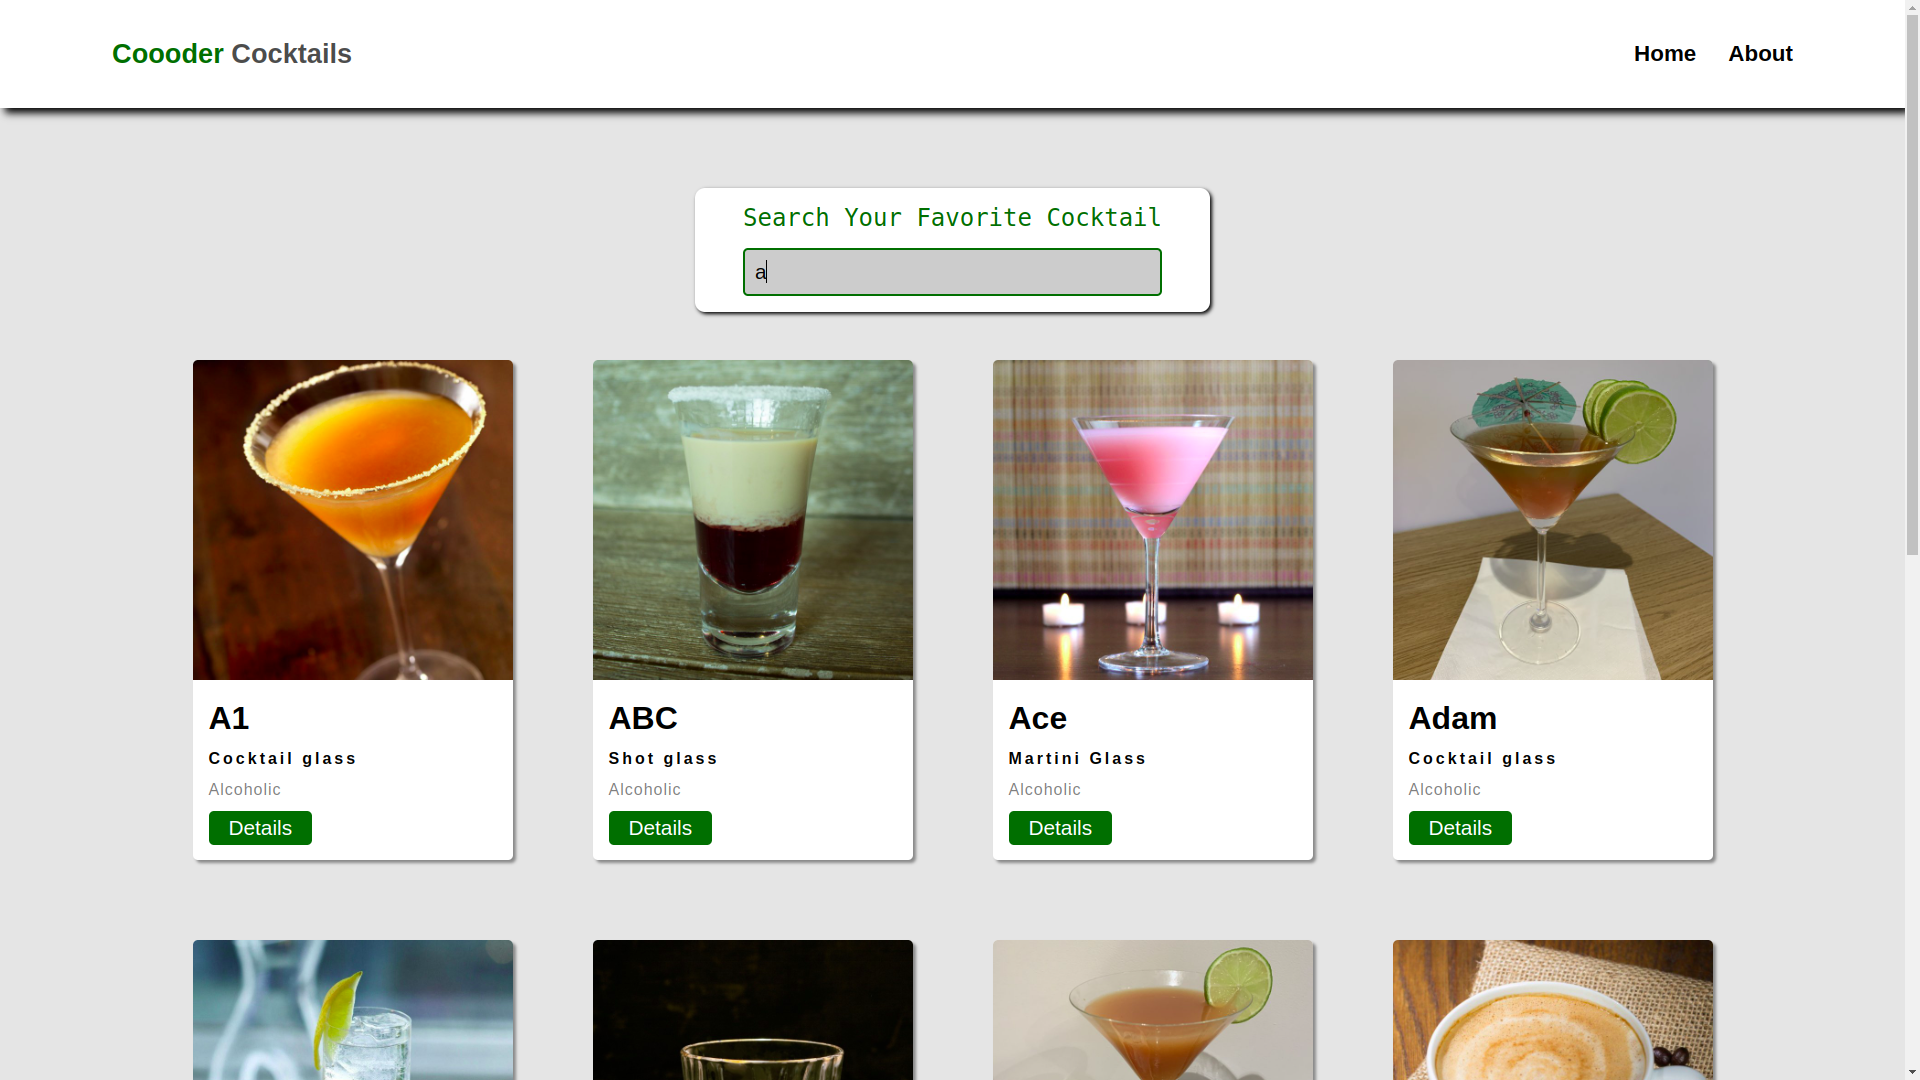 Coooder Cocktails
Home
About
Search Your Favorite Cocktail
a
A1
Cocktail glass
Alcoholic
Details
ABC
Shot glass
Alcoholic
Details
Ace
Martini Glass
Alcoholic
Details
Adam
Cocktail glass
Alcoholic
Details